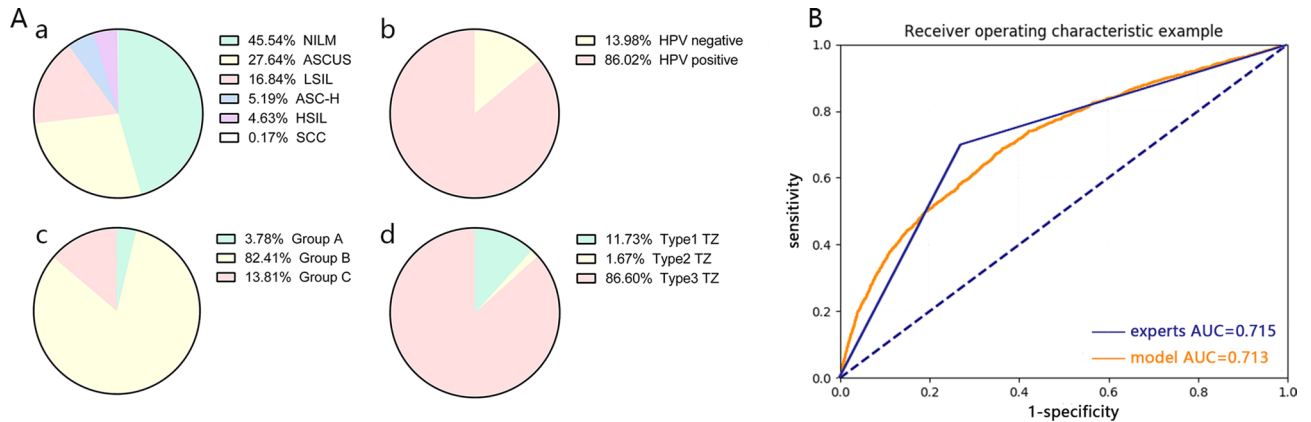 A
a
45.54% NILM
27.64% ASCUS
16.84% LSIL
5.19% ASC-H
4.63% HSIL
0.17% SCC
b
13.98% HPV negative
86.02% HPV positive
c
3.78% Group A
82.41% Group B
13.81% Group C
d
11.73% Type1 TZ
1.67% Type2 TZ
86.60% Type3 TZ
B
Receiver operating characteristic example
1.0
0.8
0.6
0.4
0.2
0.0
sensitivity
experts AUC=0.715
model AUC=0.713
0.0 0.2 0.4 0.6 0.8 1.0
1-specificity